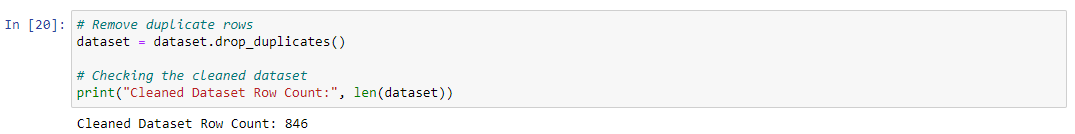 In [20]: # Remove duplicate rows
dataset = dataset.drop_duplicates()
# Checking the cleaned dataset
print("Cleaned Dataset Row Count:", len(dataset))
Cleaned Dataset Row Count: 846